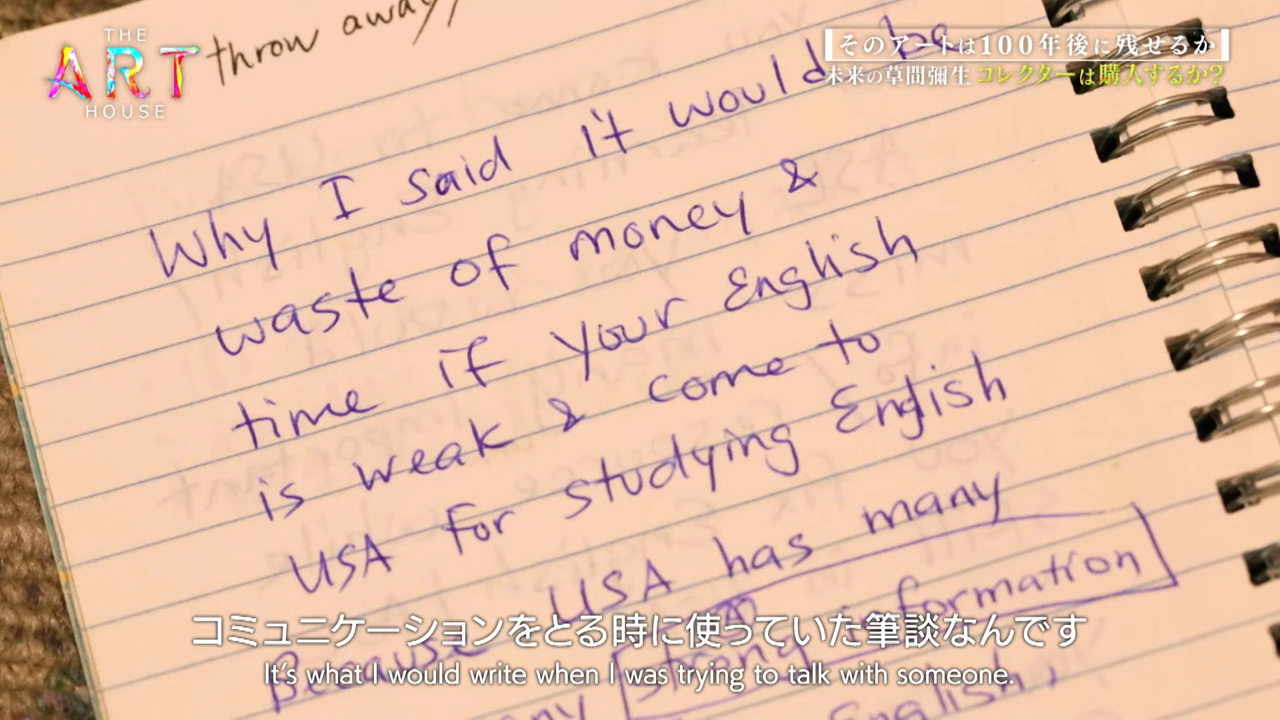 THE
ART
HOUSE
そのアートは100年後に残せるか
未来の草間彌生 コレクターは購入するか?
throw away
Why I said it would be
waste of money &
time if your English
is weak & come to
USA for studying English
Because USA has many
strong formation
English.
コミュニケーションをとる時に使っていた筆談なんです
It's what I would write when I was trying to talk with someone.